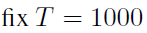 fix T = 1000